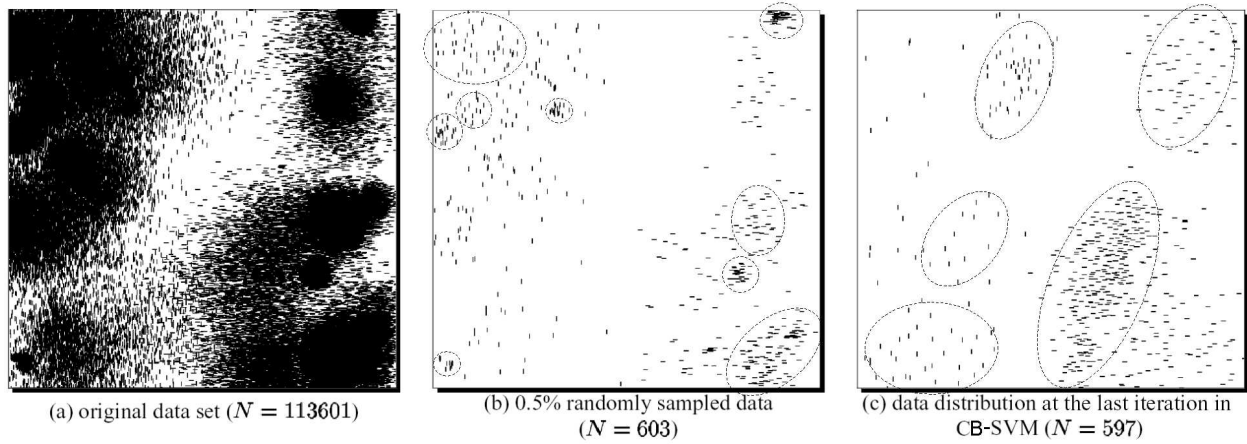 (a) original data set (N = 113601)
(b) 0.5% randomly sampled data
(N = 603)
(c) data distribution at the last iteration in
CB-SVM (N = 597)